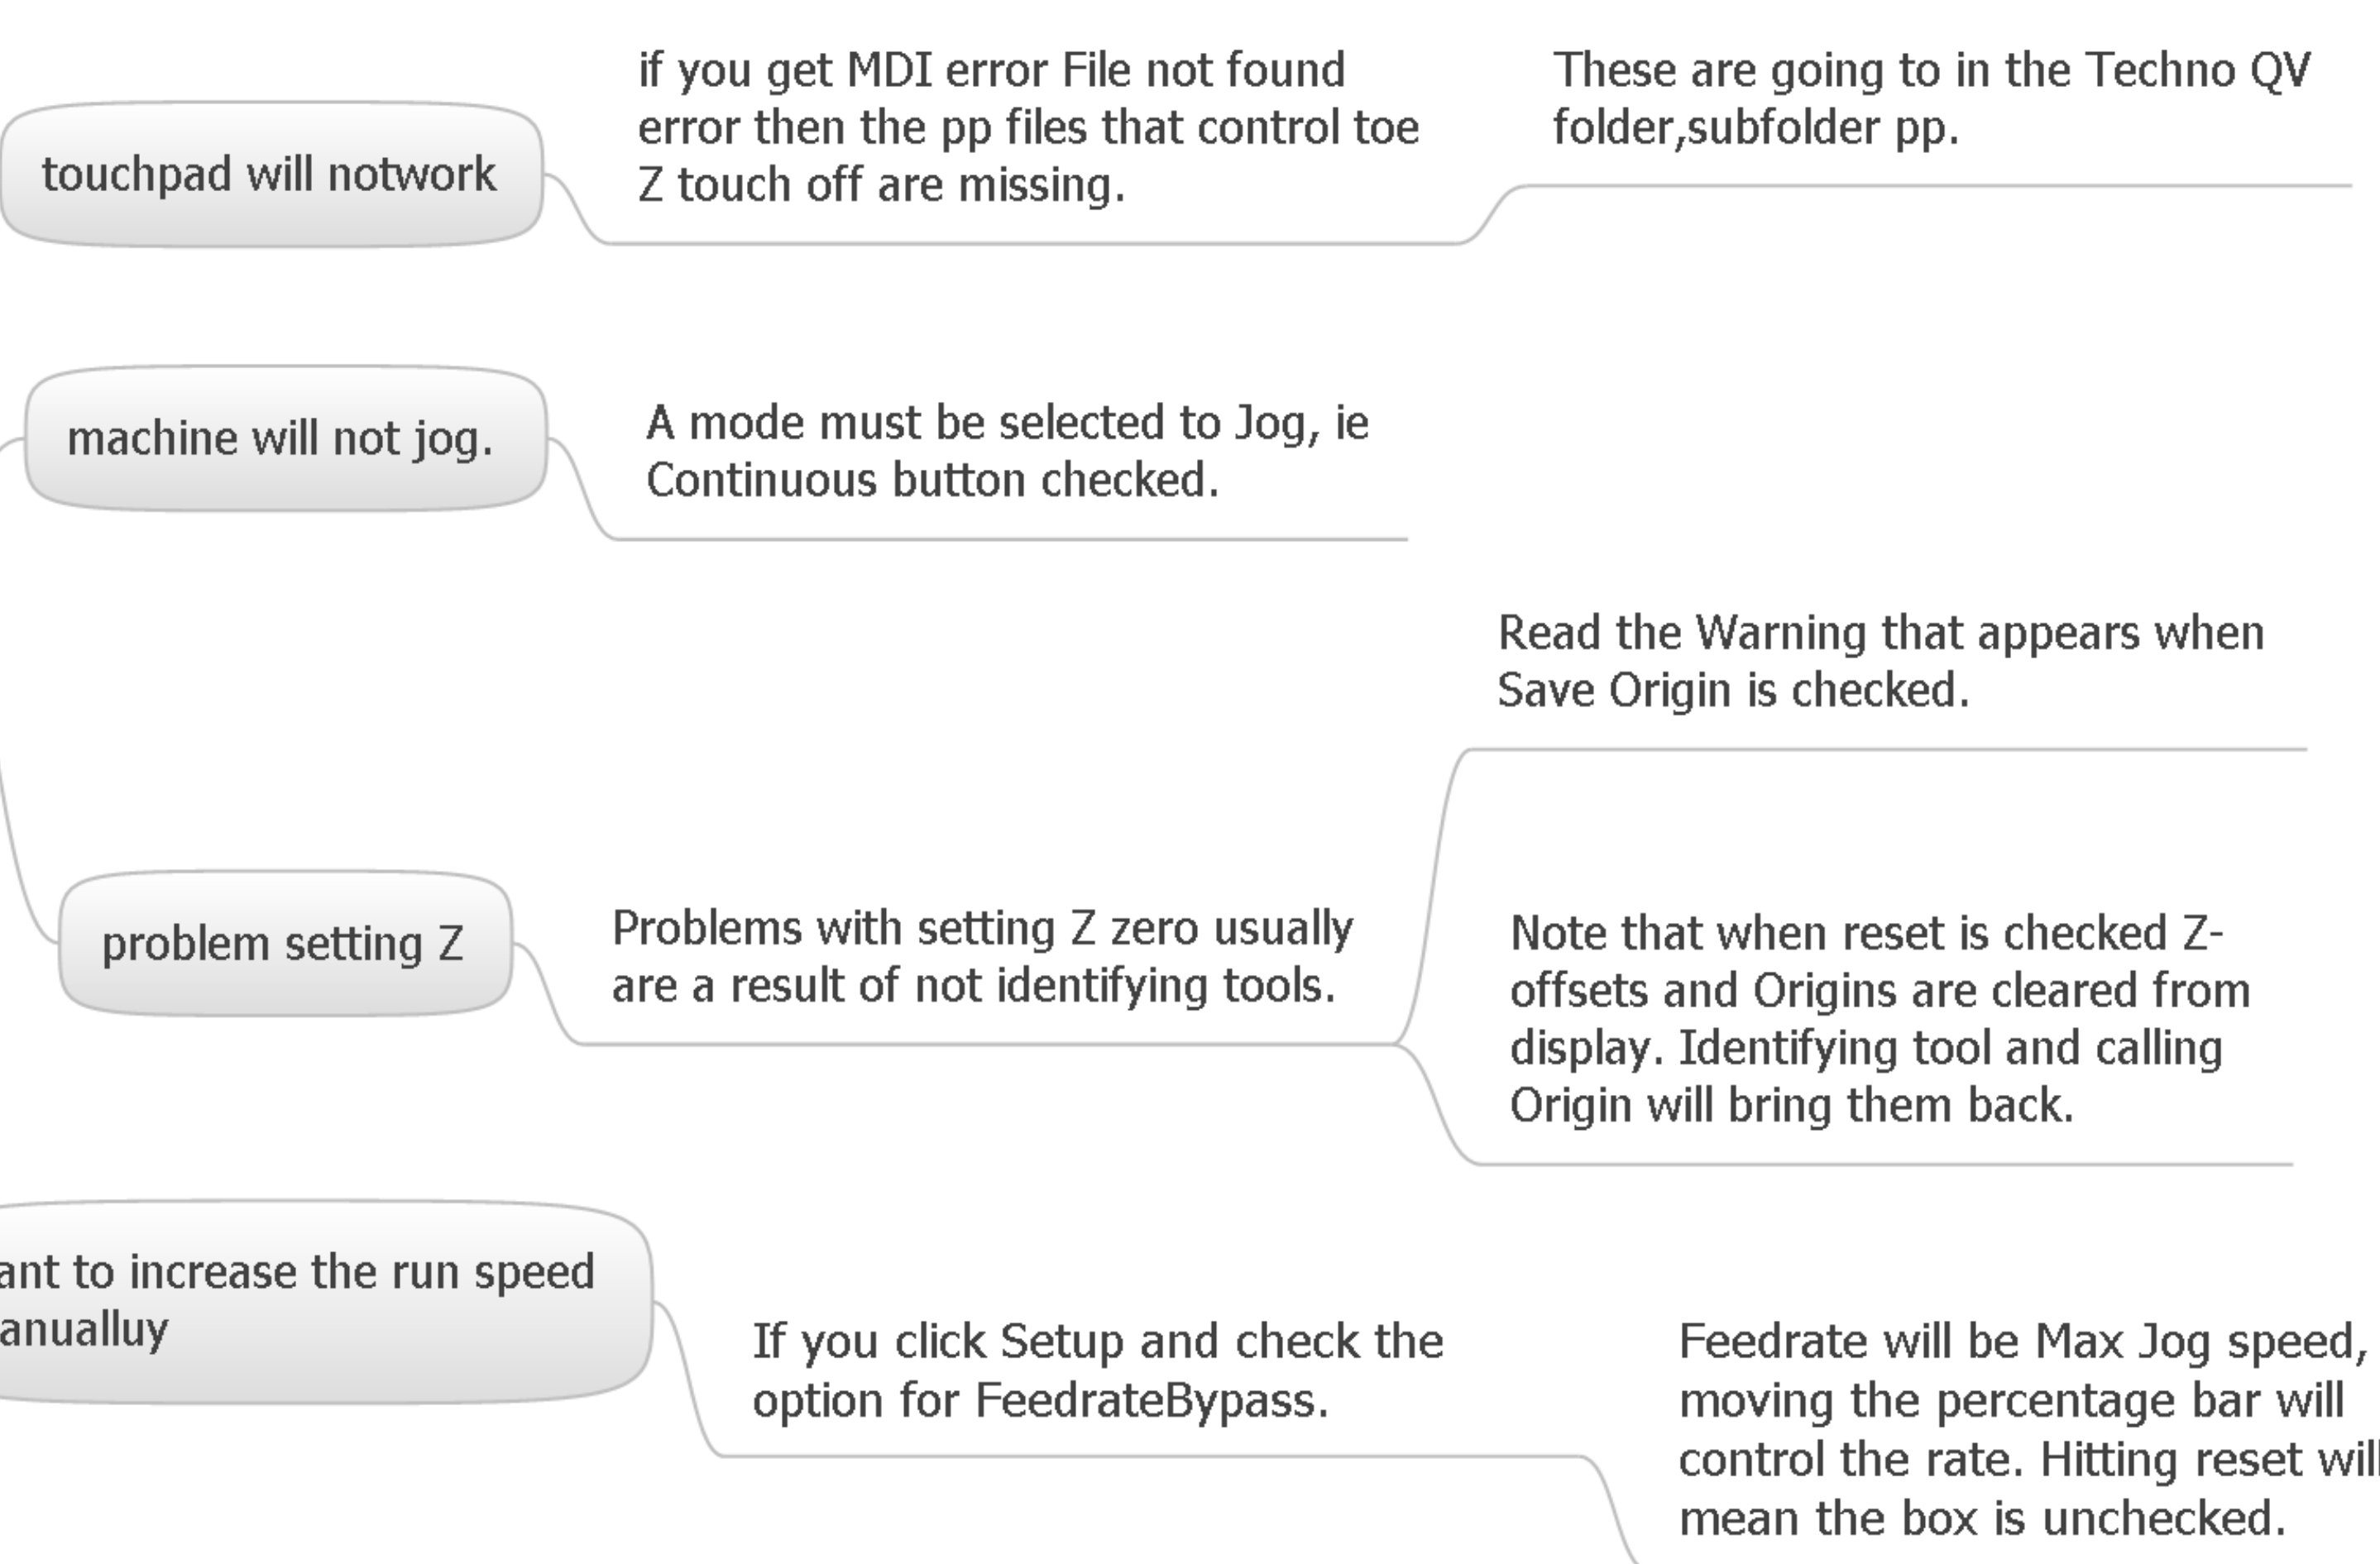 touchpad will notwork
if you get MDI error File not found
error then the pp files that control toe
Z touch off are missing.
These are going to in the Techno QV
folder,subfolder pp.
machine will not jog.
A mode must be selected to Jog, ie
Continuous button checked.
problem setting Z
Problems with setting Z zero usually
are a result of not identifying tools.
Read the Warning that appears when
Save Origin is checked.
Note that when reset is checked Z-
offsets and Origins are cleared from
display. Identifying tool and calling
Origin will bring them back.
ant to increase the run speed
anualluy
If you click Setup and check the
option for FeedrateBypass.
Feedrate will be Max Jog speed,
moving the percentage bar will
control the rate. Hitting reset will
mean the box is unchecked.